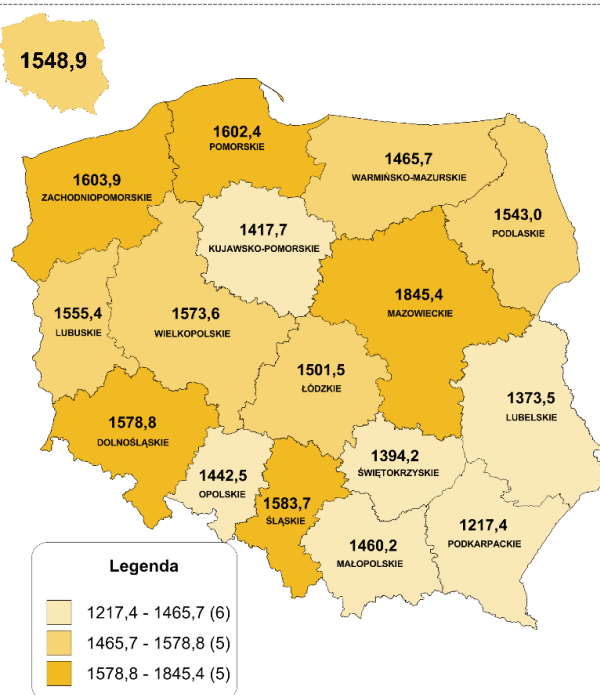 1548,9
1602,4
POMORSKIE
1465,7
WARMIŃSKO-MAZURSKIE
1603,9
ZACHODNIOPOMORSKIE
1543,0
PODLASKIE
1417,7
KUJAWSKO-POMORSKIE
1845,4
MAZOWIECKIE
1555,4
LUBUSKIE
1573,6
WIELKOPOLSKIE
1501,5
ŁÓDZKIE
1373,5
LUBELSKIE
1578,8
DOLNOŚLĄSKIE
1394,2
ŚWIĘTOKRZYSKIE
1442,5
OPOLSKIE
1583,7
ŚLĄSKIE
1217,4
PODKARPACKIE
1460,2
MAŁOPOLSKIE
Legenda
1217,4 - 1465,7 (6)
1465,7 - 1578,8 (5)
1578,8 - 1845,4 (5)